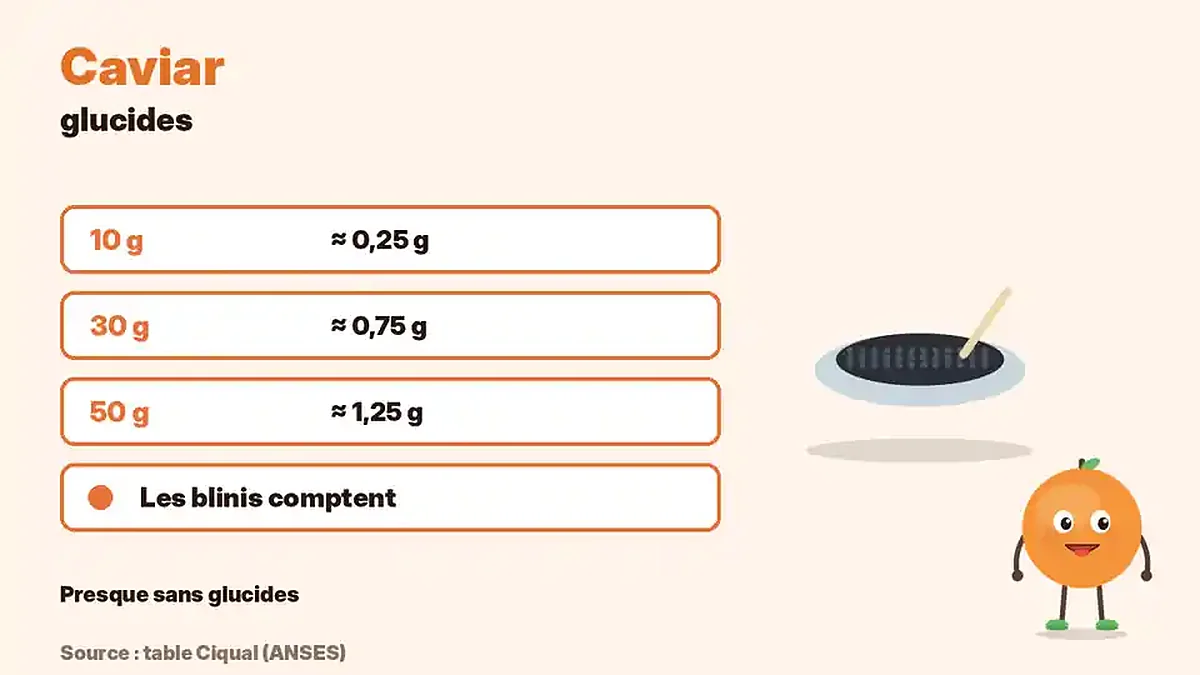 Caviar
glucides
10 g ≈ 0,25 g
30 g ≈ 0,75 g
50 g ≈ 1,25 g
Les blinis comptent
Presque sans glucides
Source : table Ciqual (ANSES)